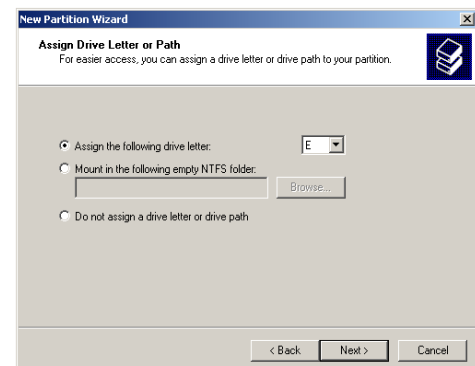 New Partition Wizard
Assign Drive Letter or Path
For easier access, you can assign a drive letter or drive path to your partition.
Assign the following drive letter:
E
Mount in the following empty NTFS folder:
Browse...
Do not assign a drive letter or drive path
< Back
Next >
Cancel